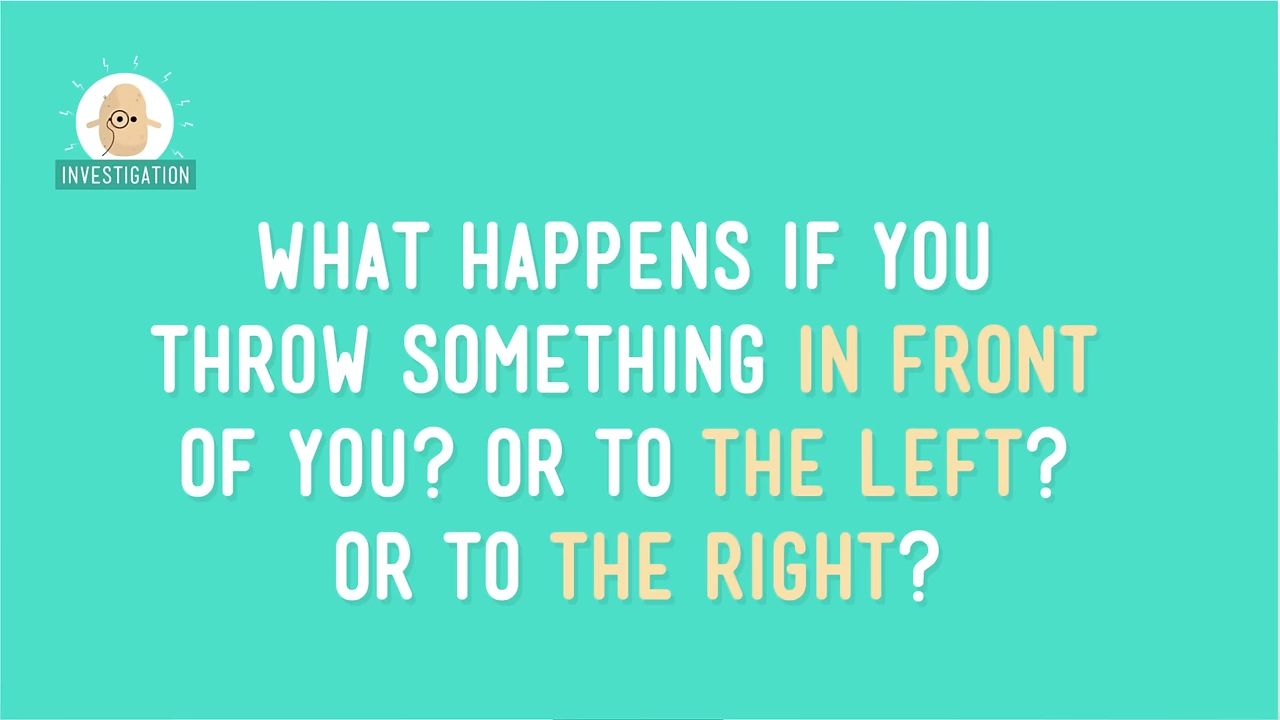 INVESTIGATION
WHAT HAPPENS IF YOU
THROW SOMETHING IN FRONT
OF YOU? OR TO THE LEFT?
OR TO THE RIGHT?